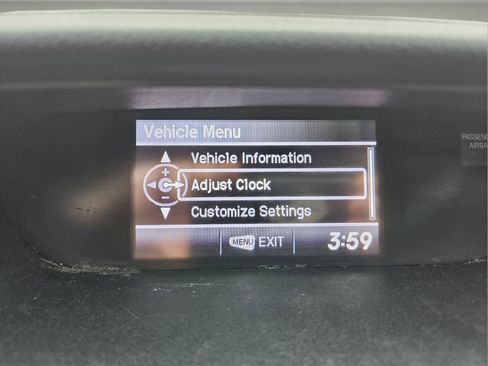 Vehicle Menu
Vehicle Information
Adjust Clock
Customize Settings
MENU EXIT
3:59